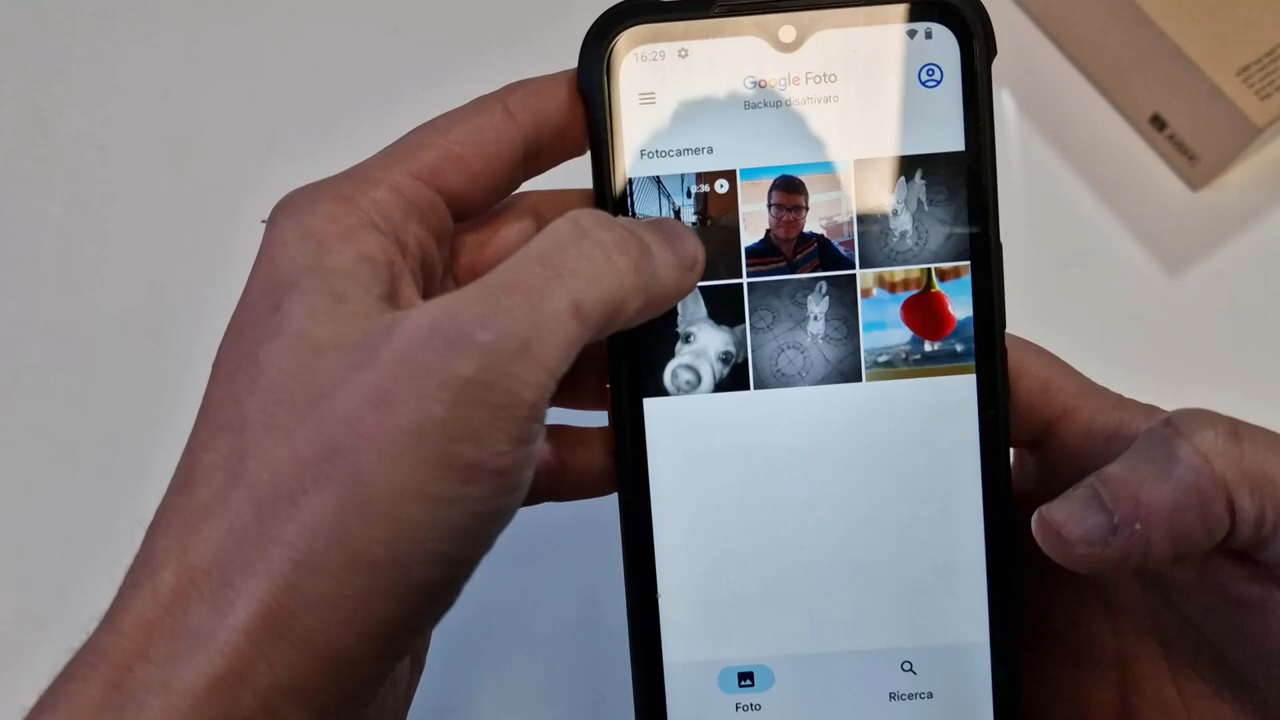 16:29
Google Foto
Backup disattivato
Fotocamera
0:36
Foto
Ricerca